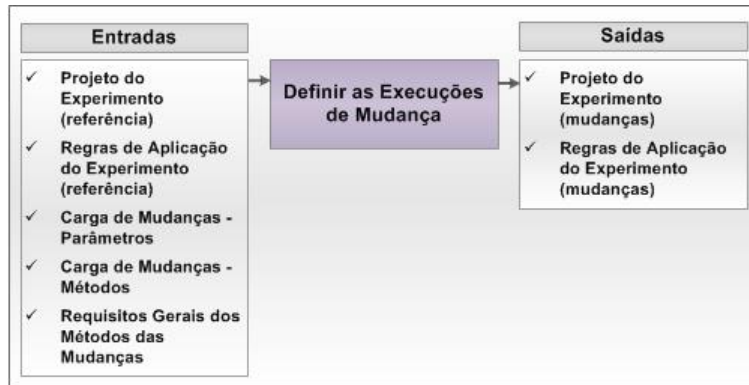 Entradas
✓ Projeto do
Experimento
(referência)
✓ Regras de Aplicação
do Experimento
(referência)
✓ Carga de Mudanças -
Parâmetros
✓ Carga de Mudanças -
Métodos
✓ Requisitos Gerais dos
Métodos das
Mudanças
Definir as Execuções
de Mudança
Saídas
✓ Projeto do
Experimento
(mudanças)
✓ Regras de Aplicação
do Experimento
(mudanças)